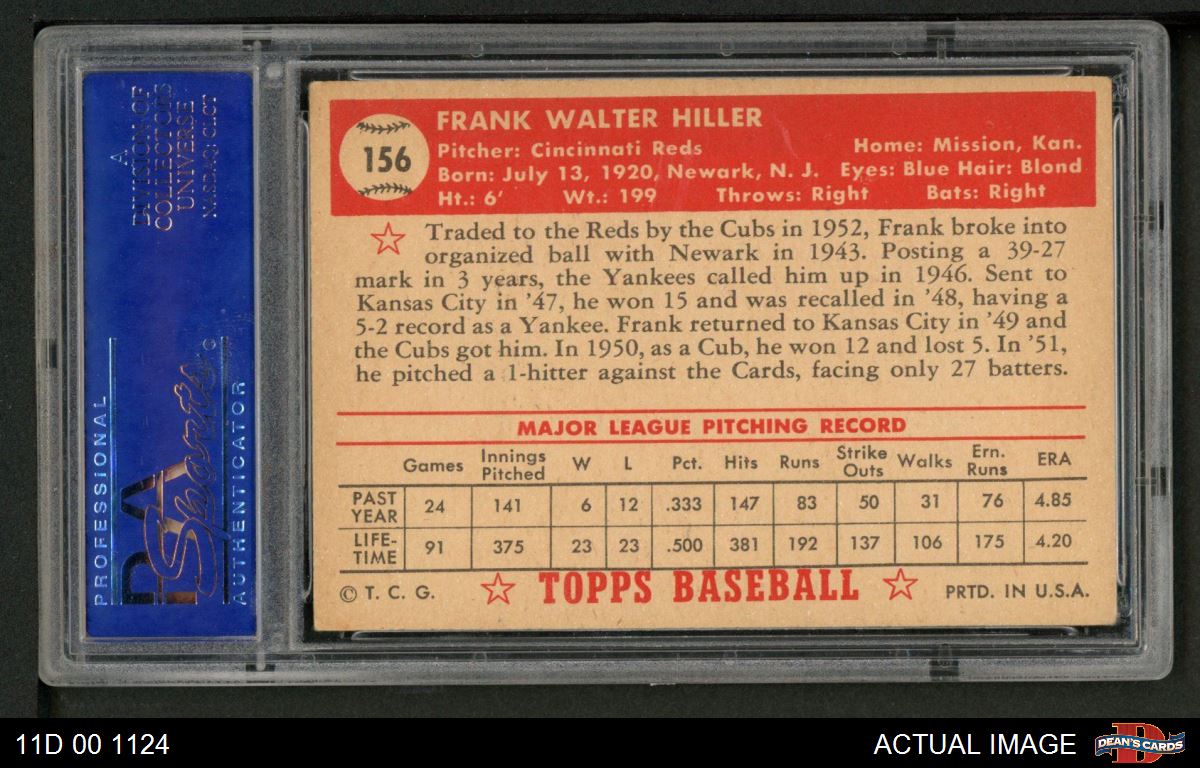 A
DIVISION OF
COLLECTORS
UNIVERSE
NASDAQ: CLCT
PROFESSIONAL
PSA
Sports
AUTHENTICATOR
156
FRANK WALTER HILLER
Pitcher: Cincinnati Reds Home: Mission, Kan.
Born: July 13, 1920, Newark, N. J. Eyes: Blue Hair: Blond
Ht.: 6' Wt.: 199 Throws: Right Bats: Right
Traded to the Reds by the Cubs in 1952, Frank broke into
organized ball with Newark in 1943. Posting a 39-27
mark in 3 years, the Yankees called him up in 1946. Sent to
Kansas City in '47, he won 15 and was recalled in '48, having a
5-2 record as a Yankee. Frank returned to Kansas City in '49 and
the Cubs got him. In 1950, as a Cub, he won 12 and lost 5. In '51,
he pitched a 1-hitter against the Cards, facing only 27 batters.
MAJOR LEAGUE PITCHING RECORD
Games Innings Pitched W L Pct. Hits Runs Strike Outs Walks Ern. Runs ERA
PAST YEAR 24 141 6 12 .333 147 83 50 31 76 4.85
LIFE-TIME 91 375 23 23 .500 381 192 137 106 175 4.20
© T. C. G. TOPPS BASEBALL PRTD. IN U.S.A.
11D 00 1124 ACTUAL IMAGE D DEAN'S CARDS